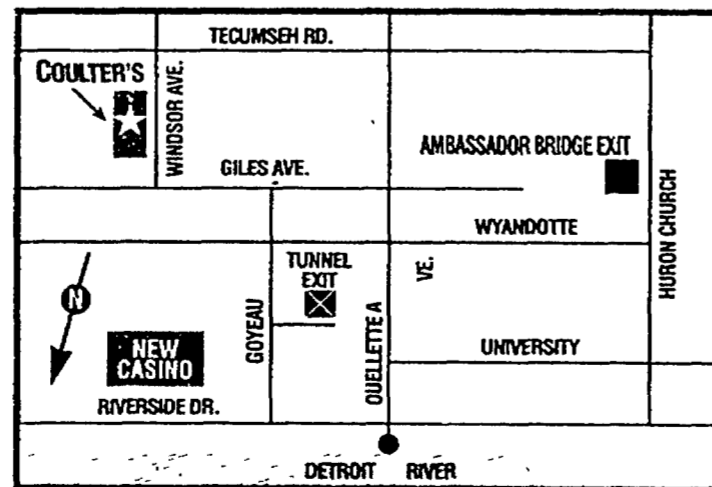 TECUMSEH RD.
COULTER'S
WINDSOR AVE.
GILES AVE.
AMBASSADOR BRIDGE EXIT
HURON CHURCH
WYANDOTTE
TUNNEL
EXIT
N
GOYEAU
OUELLETTE A
VE.
NEW
CASINO
UNIVERSITY
RIVERSIDE DR.
DETROIT RIVER